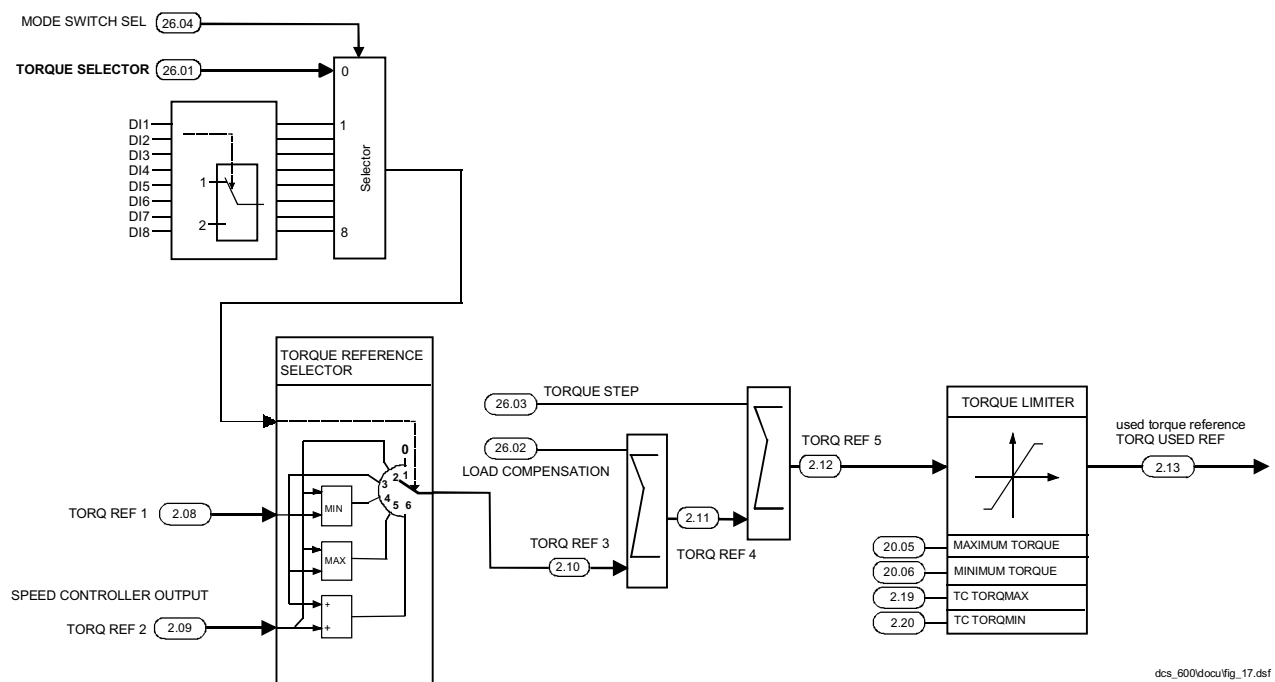 MODE SWITCH SEL 26.04
TORQUE SELECTOR 26.01
0
DI1
DI2
DI3
DI4
DI5
DI6
DI7
DI8
1
2
1
8
Selector
TORQUE REFERENCE
SELECTOR
0
1
2
3
4
5
6
MIN
MAX
+
+
TORQ REF 1 2.08
SPEED CONTROLLER OUTPUT
TORQ REF 2 2.09
26.03 TORQUE STEP
26.02
LOAD COMPENSATION
TORQ REF 3
2.10
2.11
TORQ REF 4
TORQ REF 5
2.12
TORQUE LIMITER
20.05 MAXIMUM TORQUE
20.06 MINIMUM TORQUE
2.19 TC TORQMAX
2.20 TC TORQMIN
used torque reference
TORQ USED REF
2.13
dcs_600\docu\fig_17.dsf